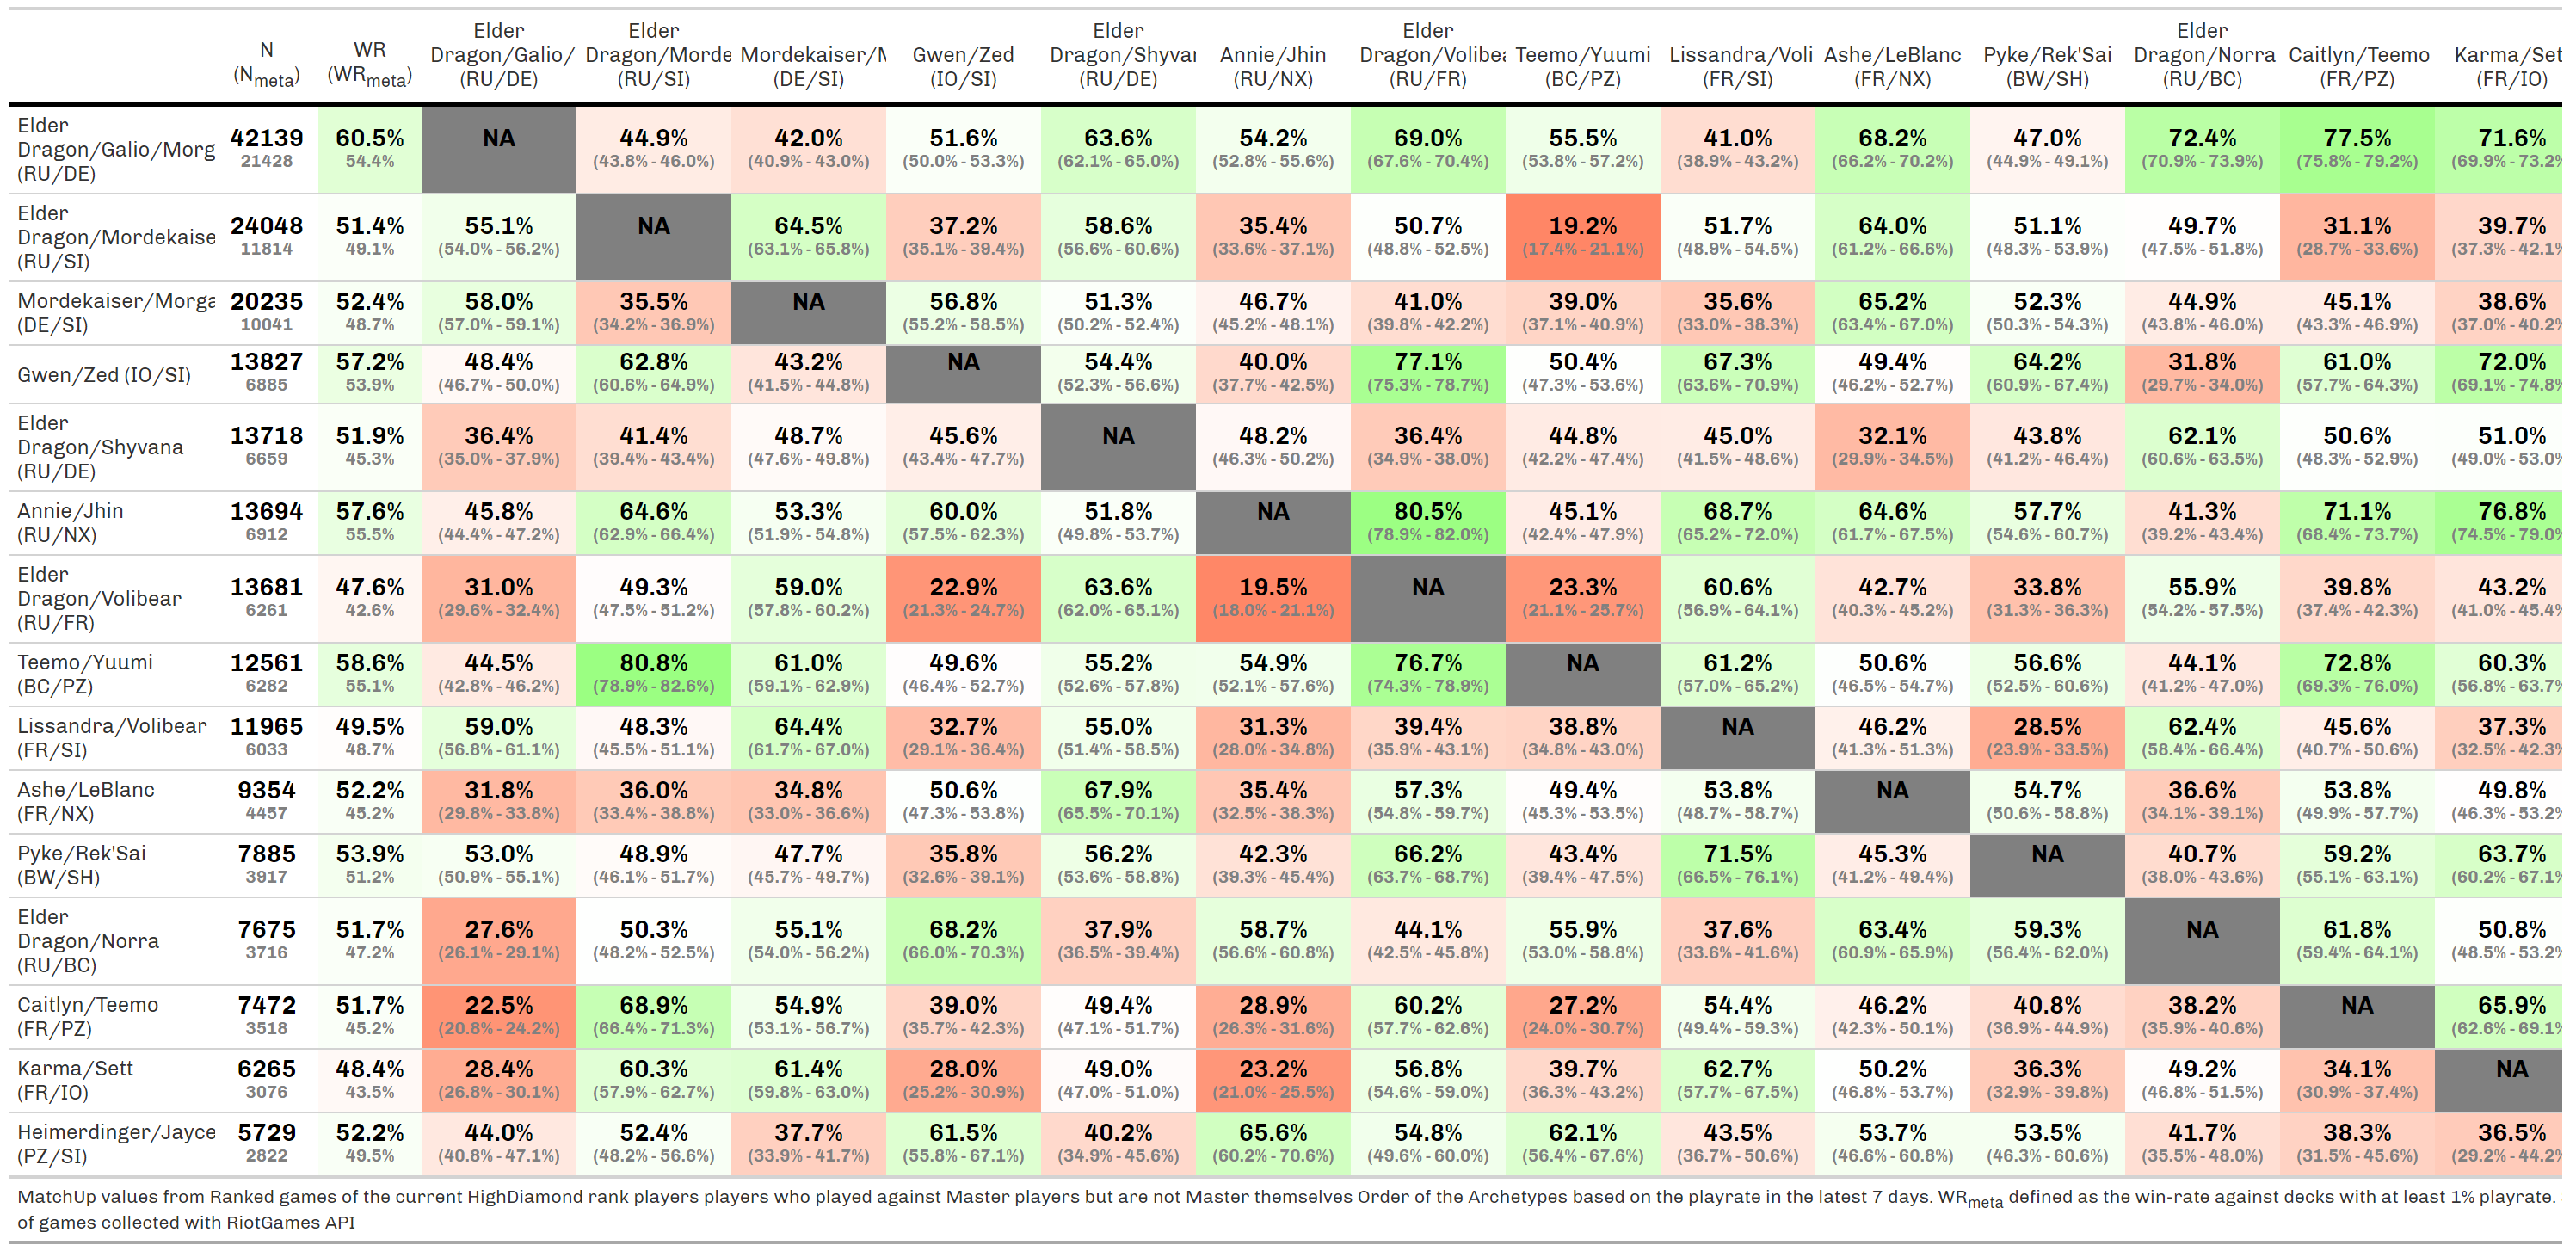 N (Nmeta) WR (WRmeta) Elder Dragon/Galio/ (RU/DE) Elder Dragon/Morde (RU/SI) Mordekaiser/M (DE/SI) Gwen/Zed (IO/SI) Elder Dragon/Shyvan (RU/DE) Annie/Jhin (RU/NX) Elder Dragon/Volibea (RU/FR) Teemo/Yuumi (BC/PZ) Lissandra/Voli (FR/SI) Ashe/LeBlanc (FR/NX) Pyke/Rek'Sai (BW/SH) Elder Dragon/Norra (RU/BC) Caitlyn/Teemo (FR/PZ) Karma/Set (FR/IO)
Elder Dragon/Galio/Morg (RU/DE) 42139 60.5% NA 44.9% 42.0% 51.6% 63.6% 54.2% 69.0% 55.5% 41.0% 68.2% 47.0% 72.4% 77.5% 71.6%
21428 54.4% (43.8% - 46.0%) (40.9% - 43.0%) (50.0% - 53.3%) (62.1% - 65.0%) (52.8% - 55.6%) (67.6% - 70.4%) (53.8% - 57.2%) (38.9% - 43.2%) (66.2% - 70.2%) (44.9% - 49.1%) (70.9% - 73.9%) (75.8% - 79.2%) (69.9% - 73.2%
Elder Dragon/Mordekaise (RU/SI) 24048 51.4% 55.1% NA 64.5% 37.2% 58.6% 35.4% 50.7% 19.2% 51.7% 64.0% 51.1% 49.7% 31.1% 39.7%
11814 49.1% (54.0% - 56.2%) (63.1% - 65.8%) (35.1% - 39.4%) (56.6% - 60.6%) (33.6% - 37.1%) (48.8% - 52.5%) (17.4% - 21.1%) (48.9% - 54.5%) (61.2% - 66.6%) (48.3% - 53.9%) (47.5% - 51.8%) (28.7% - 33.6%) (37.3% - 42.1%
Mordekaiser/Morga (DE/SI) 20235 52.4% 58.0% 35.5% NA 56.8% 51.3% 46.7% 41.0% 39.0% 35.6% 65.2% 52.3% 44.9% 45.1% 38.6%
10041 48.7% (57.0% - 59.1%) (34.2% - 36.9%) (55.2% - 58.5%) (50.2% - 52.4%) (45.2% - 48.1%) (39.8% - 42.2%) (37.1% - 40.9%) (33.0% - 38.3%) (63.4% - 67.0%) (50.3% - 54.3%) (43.8% - 46.0%) (43.3% - 46.9%) (37.0% - 40.2%
Gwen/Zed (IO/SI) 13827 57.2% 48.4% 62.8% 43.2% NA 54.4% 40.0% 77.1% 50.4% 67.3% 49.4% 64.2% 31.8% 61.0% 72.0%
6885 53.9% (46.7% - 50.0%) (60.6% - 64.9%) (41.5% - 44.8%) (52.3% - 56.6%) (37.7% - 42.5%) (75.3% - 78.7%) (47.3% - 53.6%) (63.6% - 70.9%) (46.2% - 52.7%) (60.9% - 67.4%) (29.7% - 34.0%) (57.7% - 64.3%) (69.1% - 74.8%
Elder Dragon/Shyvana (RU/DE) 13718 51.9% 36.4% 41.4% 48.7% 45.6% NA 48.2% 36.4% 44.8% 45.0% 32.1% 43.8% 62.1% 50.6% 51.0%
6659 45.3% (35.0% - 37.9%) (39.4% - 43.4%) (47.6% - 49.8%) (43.4% - 47.7%) (46.3% - 50.2%) (34.9% - 38.0%) (42.2% - 47.4%) (41.5% - 48.6%) (29.9% - 34.5%) (41.2% - 46.4%) (60.6% - 63.5%) (48.3% - 52.9%) (49.0% - 53.0%
Annie/Jhin (RU/NX) 13694 57.6% 45.8% 64.6% 53.3% 60.0% 51.8% NA 80.5% 45.1% 68.7% 64.6% 57.7% 41.3% 71.1% 76.8%
6912 55.5% (44.4% - 47.2%) (62.9% - 66.4%) (51.9% - 54.8%) (57.5% - 62.3%) (49.8% - 53.7%) (78.9% - 82.0%) (42.4% - 47.9%) (65.2% - 72.0%) (61.7% - 67.5%) (54.6% - 60.7%) (39.2% - 43.4%) (68.4% - 73.7%) (74.5% - 79.0%
Elder Dragon/Volibear (RU/FR) 13681 47.6% 31.0% 49.3% 59.0% 22.9% 63.6% 19.5% NA 23.3% 60.6% 42.7% 33.8% 55.9% 39.8% 43.2%
6261 42.6% (29.6% - 32.4%) (47.5% - 51.2%) (57.8% - 60.2%) (21.3% - 24.7%) (62.0% - 65.1%) (18.0% - 21.1%) (21.1% - 25.7%) (56.9% - 64.1%) (40.3% - 45.2%) (31.3% - 36.3%) (54.2% - 57.5%) (37.4% - 42.3%) (41.0% - 45.4%
Teemo/Yuumi (BC/PZ) 12561 58.6% 44.5% 80.8% 61.0% 49.6% 55.2% 54.9% 76.7% NA 61.2% 50.6% 56.6% 44.1% 72.8% 60.3%
6282 55.1% (42.8% - 46.2%) (78.9% - 82.6%) (59.1% - 62.9%) (46.4% - 52.7%) (52.6% - 57.8%) (52.1% - 57.6%) (74.3% - 78.9%) (57.0% - 65.2%) (46.5% - 54.7%) (52.5% - 60.6%) (41.2% - 47.0%) (69.3% - 76.0%) (56.8% - 63.7%
Lissandra/Volibear (FR/SI) 11965 49.5% 59.0% 48.3% 64.4% 32.7% 55.0% 31.3% 39.4% 38.8% NA 46.2% 28.5% 62.4% 45.6% 37.3%
6033 48.7% (56.8% - 61.1%) (45.5% - 51.1%) (61.7% - 67.0%) (29.1% - 36.4%) (51.4% - 58.5%) (28.0% - 34.8%) (35.9% - 43.1%) (34.8% - 43.0%) (41.3% - 51.3%) (23.9% - 33.5%) (58.4% - 66.4%) (40.7% - 50.6%) (32.5% - 42.3%
Ashe/LeBlanc (FR/NX) 9354 52.2% 31.8% 36.0% 34.8% 50.6% 67.9% 35.4% 57.3% 49.4% 53.8% NA 54.7% 36.6% 53.8% 49.8%
4457 45.2% (29.8% - 33.8%) (33.4% - 38.8%) (33.0% - 36.6%) (47.3% - 53.8%) (65.5% - 70.1%) (32.5% - 38.3%) (54.8% - 59.7%) (45.3% - 53.5%) (48.7% - 58.7%) (50.6% - 58.8%) (34.1% - 39.1%) (49.9% - 57.7%) (46.3% - 53.2%
Pyke/Rek'Sai (BW/SH) 7885 53.9% 53.0% 48.9% 47.7% 35.8% 56.2% 42.3% 66.2% 43.4% 71.5% 45.3% NA 40.7% 59.2% 63.7%
3917 51.2% (50.9% - 55.1%) (46.1% - 51.7%) (45.7% - 49.7%) (32.6% - 39.1%) (53.6% - 58.8%) (39.3% - 45.4%) (63.7% - 68.7%) (39.4% - 47.5%) (66.5% - 76.1%) (41.2% - 49.4%) (38.0% - 43.6%) (55.1% - 63.1%) (60.2% - 67.1%
Elder Dragon/Norra (RU/BC) 7675 51.7% 27.6% 50.3% 55.1% 68.2% 37.9% 58.7% 44.1% 55.9% 37.6% 63.4% 59.3% NA 61.8% 50.8%
3716 47.2% (26.1% - 29.1%) (48.2% - 52.5%) (54.0% - 56.2%) (66.0% - 70.3%) (36.5% - 39.4%) (56.6% - 60.8%) (42.5% - 45.8%) (53.0% - 58.8%) (33.6% - 41.6%) (60.9% - 65.9%) (56.4% - 62.0%) (59.4% - 64.1%) (48.5% - 53.2%
Caitlyn/Teemo (FR/PZ) 7472 51.7% 22.5% 68.9% 54.9% 39.0% 49.4% 28.9% 60.2% 27.2% 54.4% 46.2% 40.8% 38.2% NA 65.9%
3518 45.2% (20.8% - 24.2%) (66.4% - 71.3%) (53.1% - 56.7%) (35.7% - 42.3%) (47.1% - 51.7%) (26.3% - 31.6%) (57.7% - 62.6%) (24.0% - 30.7%) (49.4% - 59.3%) (42.3% - 50.1%) (36.9% - 44.9%) (35.9% - 40.6%) (62.6% - 69.1%
Karma/Sett (FR/IO) 6265 48.4% 28.4% 60.3% 61.4% 28.0% 49.0% 23.2% 56.8% 39.7% 62.7% 50.2% 36.3% 49.2% 34.1% NA
3076 43.5% (26.8% - 30.1%) (57.9% - 62.7%) (59.8% - 63.0%) (25.2% - 30.9%) (47.0% - 51.0%) (21.0% - 25.5%) (54.6% - 59.0%) (36.3% - 43.2%) (57.7% - 67.5%) (46.8% - 53.7%) (32.9% - 39.8%) (46.8% - 51.5%) (30.9% - 37.4%)
Heimerdinger/Jayce (PZ/SI) 5729 52.2% 44.0% 52.4% 37.7% 61.5% 40.2% 65.6% 54.8% 62.1% 43.5% 53.7% 53.5% 41.7% 38.3% 36.5%
2822 49.5% (40.8% - 47.1%) (48.2% - 56.6%) (33.9% - 41.7%) (55.8% - 67.1%) (34.9% - 45.6%) (60.2% - 70.6%) (49.6% - 60.0%) (56.4% - 67.6%) (36.7% - 50.6%) (46.6% - 60.8%) (46.3% - 60.6%) (35.5% - 48.0%) (31.5% - 45.6%) (29.2% - 44.2%
MatchUp values from Ranked games of the current HighDiamond rank players players who played against Master players but are not Master themselves Order of the Archetypes based on the playrate in the latest 7 days. WRmeta defined as the win-rate against decks with at least 1% playrate.
of games collected with RiotGames API